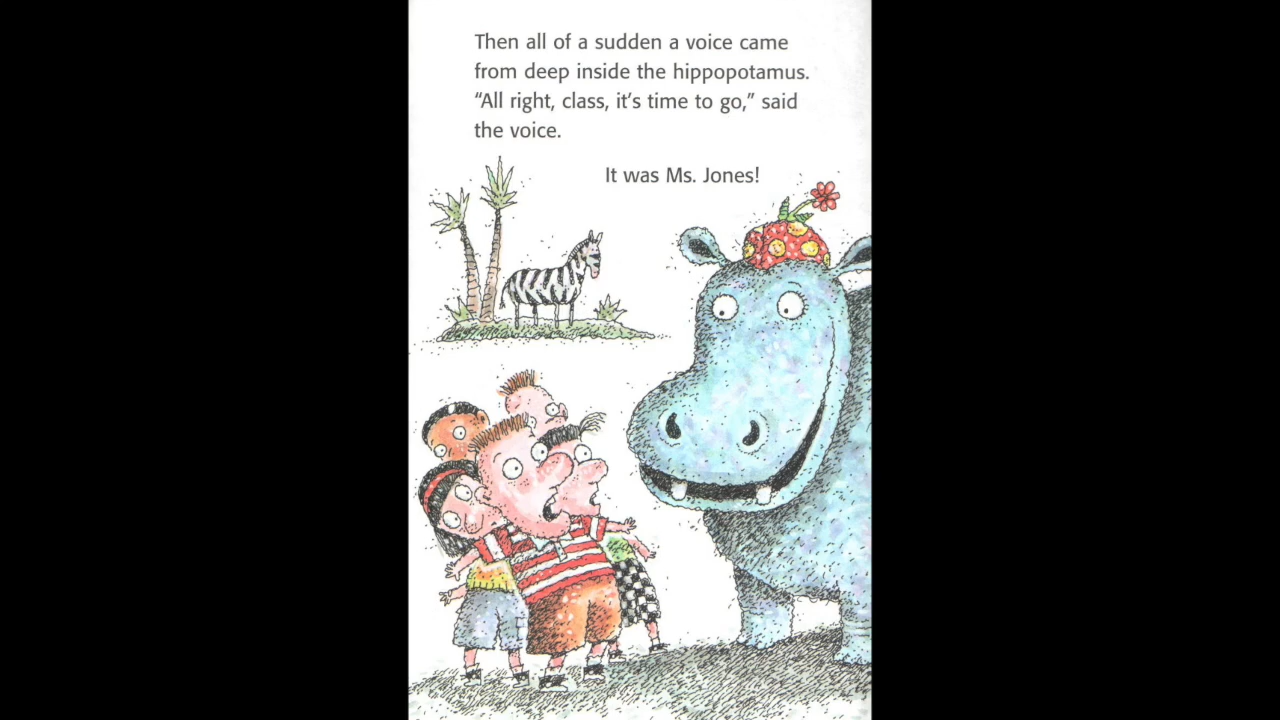 Then all of a sudden a voice came
from deep inside the hippopotamus.
“All right, class, it’s time to go,” said
the voice.
It was Ms. Jones!